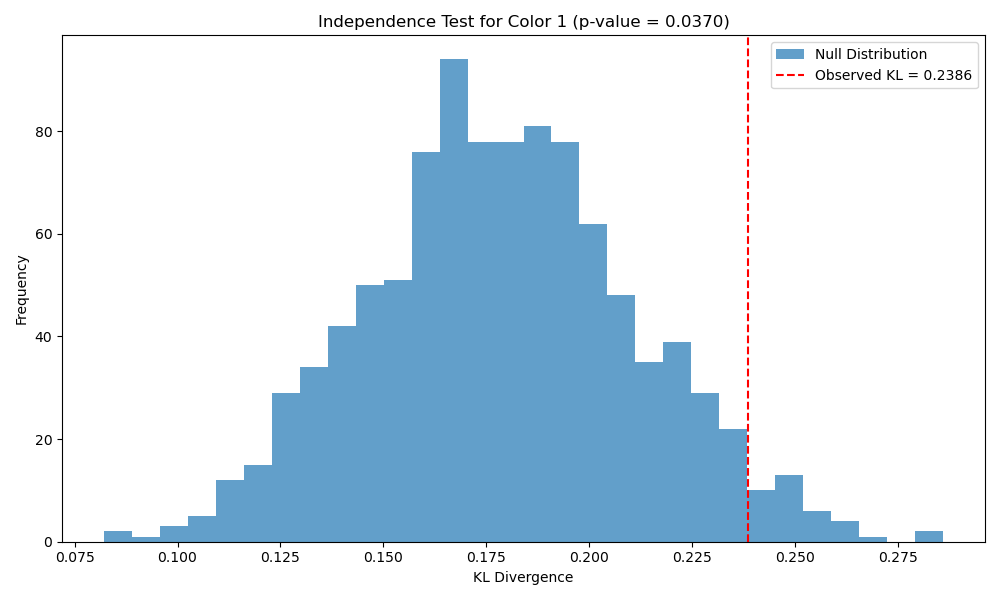 Independence Test for Color 1 (p-value = 0.0370)
Null Distribution
Observed KL = 0.2386
Frequency
80
60
40
20
0
0.075 0.100 0.125 0.150 0.175 0.200 0.225 0.250 0.275
KL Divergence